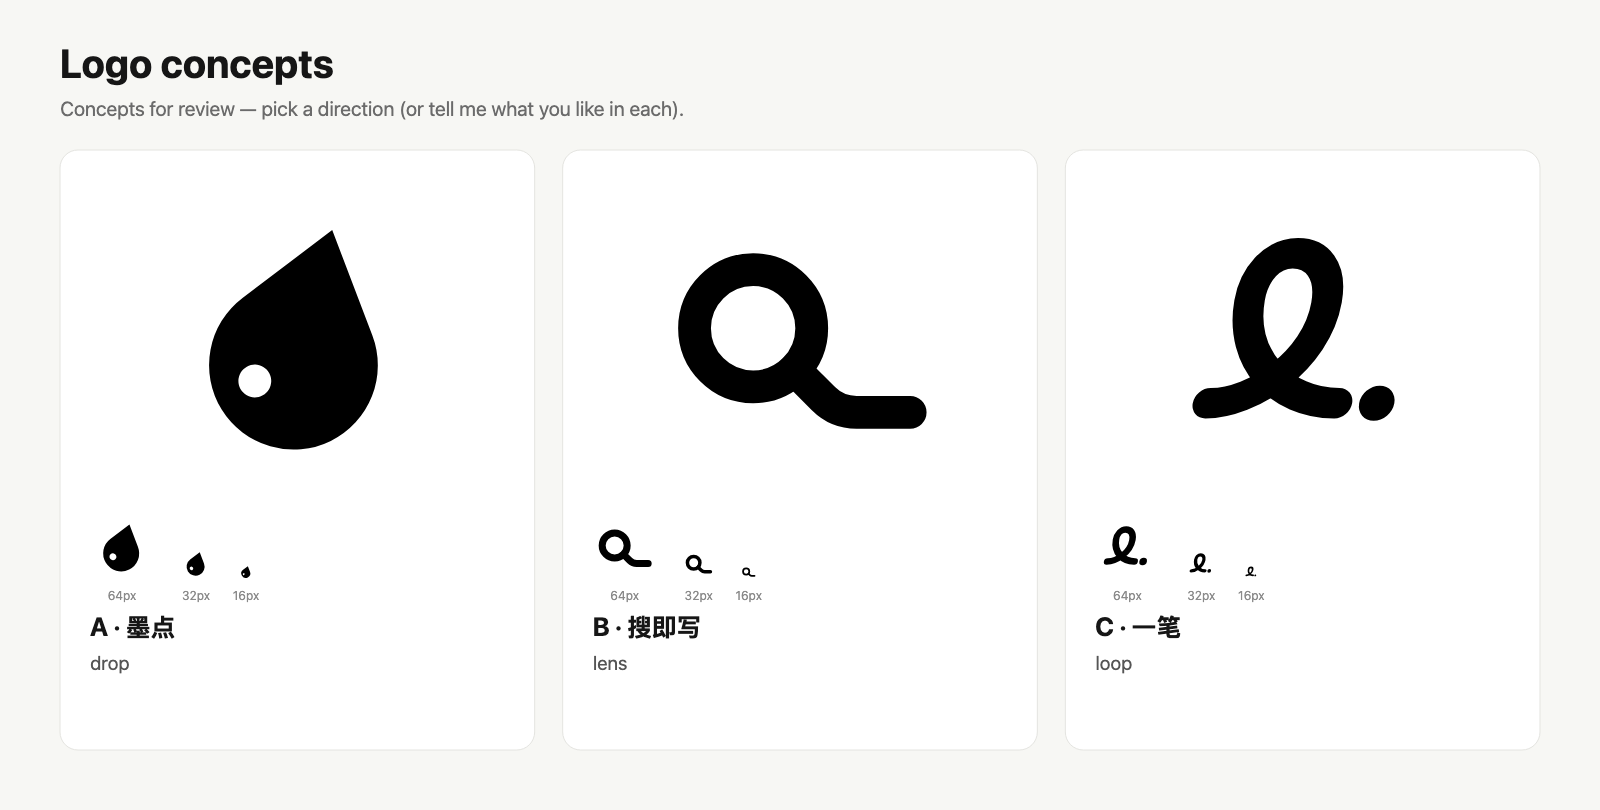 Logo concepts
Concepts for review — pick a direction (or tell me what you like in each).
64px 32px 16px
A · 墨点
drop
64px 32px 16px
B · 搜即写
lens
64px 32px 16px
C · 一笔
loop